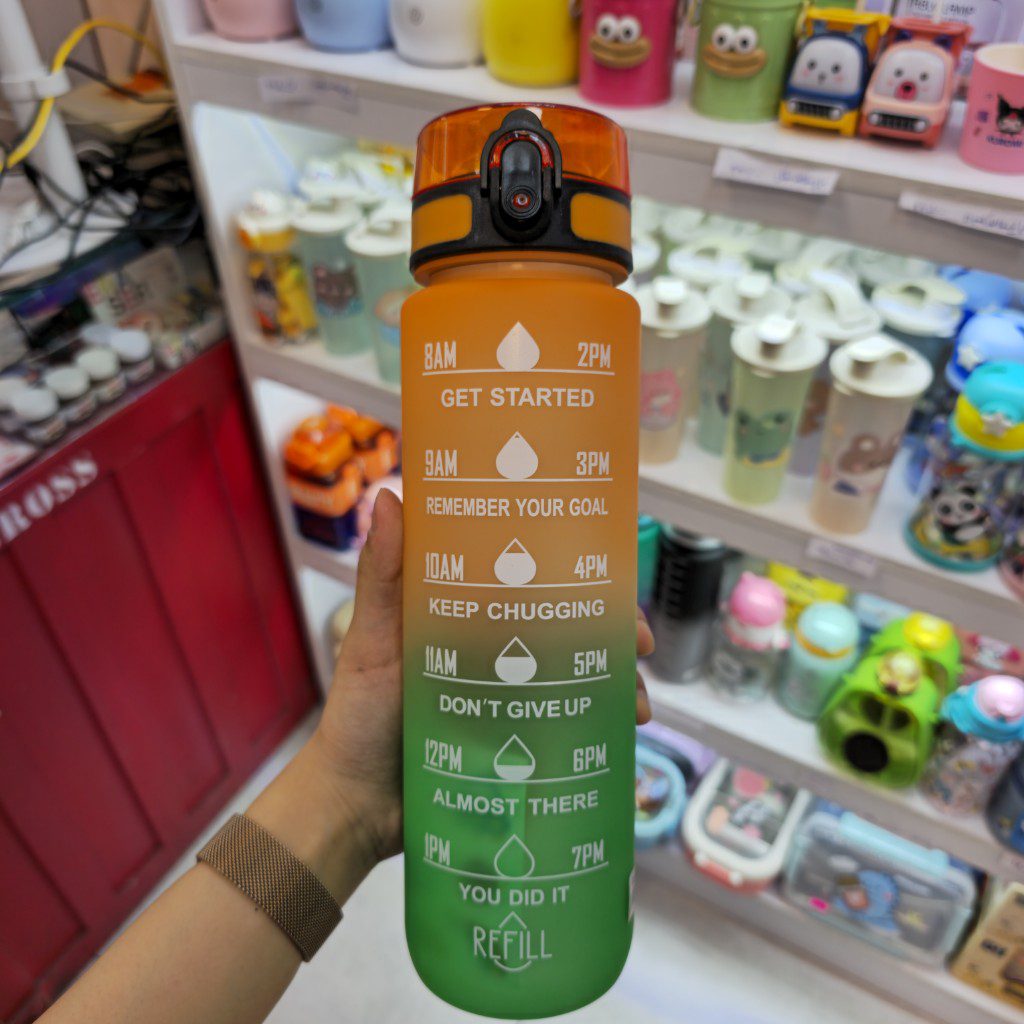 8AM 2PM
GET STARTED
9AM 3PM
REMEMBER YOUR GOAL
10AM 4PM
KEEP CHUGGING
11AM 5PM
DON'T GIVE UP
12PM 6PM
ALMOST THERE
1PM 7PM
YOU DID IT
REFILL
ROSS